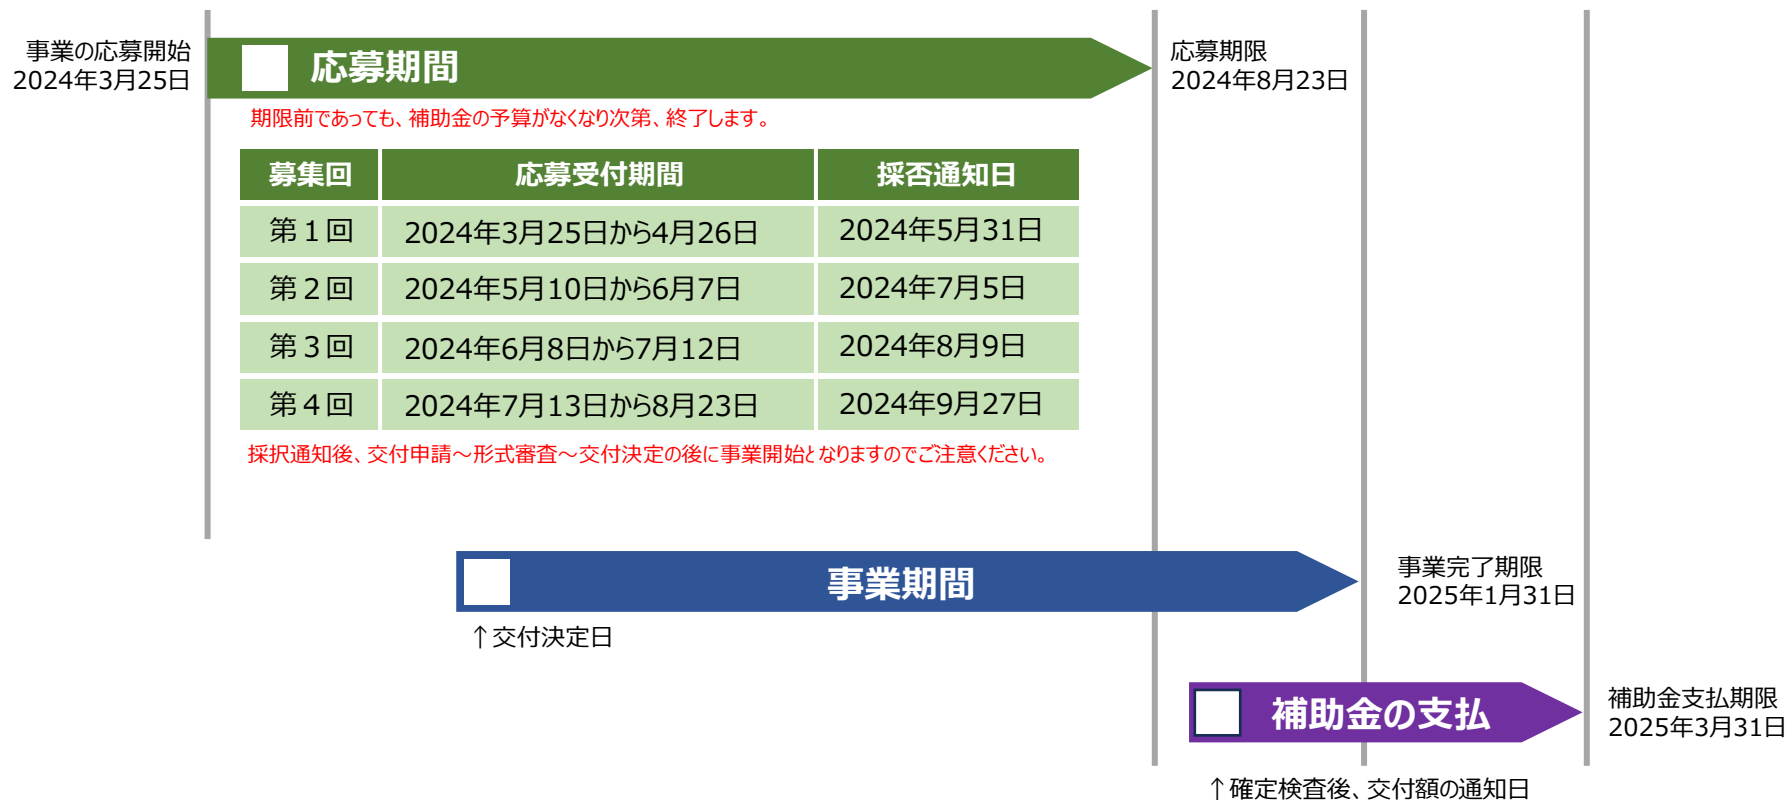 事業の応募開始
2024年3月25日
応募期間
応募期限
2024年8月23日
期限前であっても、補助金の予算がなくなり次第、終了します。
募集回 応募受付期間 採否通知日
第1回 2024年3月25日から4月26日 2024年5月31日
第2回 2024年5月10日から6月7日 2024年7月5日
第3回 2024年6月8日から7月12日 2024年8月9日
第4回 2024年7月13日から8月23日 2024年9月27日
採択通知後、交付申請～形式審査～交付決定の後に事業開始となりますのでご注意ください。
事業期間
事業完了期限
2025年1月31日
↑交付決定日
補助金の支払
補助金支払期限
2025年3月31日
↑確定検査後、交付額の通知日